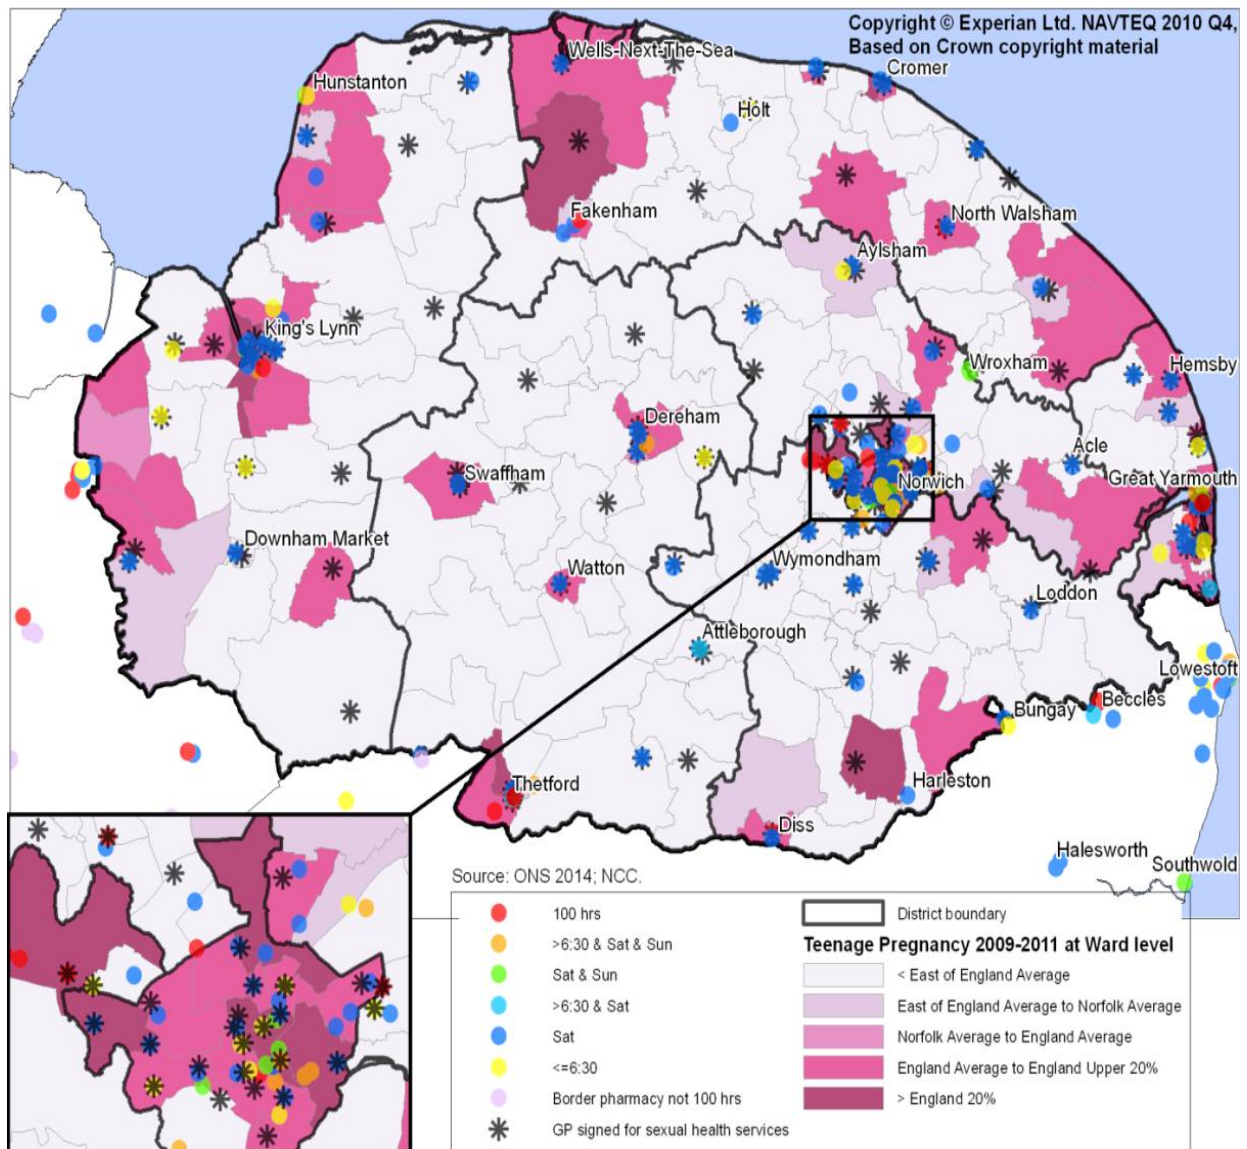 Copyright © Experian Ltd. NAVTEQ 2010 Q4,
Based on Crown copyright material
Wells-Next-The-Sea
Cromer
Hunstanton
Holt
Fakenham
North Walsham
Aylsham
King's Lynn
Wroxham
Hemsby
Dereham
Acle
Swaffham
Norwich
Great Yarmouth
Downham Market
Wymondham
Watton
Loddon
Attleborough
Lowestoft
Beccles
Bungay
Thetford
Harleston
Diss
Halesworth
Southwold
Source: ONS 2014; NCC.
100 hrs
>6:30 & Sat & Sun
Sat & Sun
>6:30 & Sat
Sat
<=6:30
Border pharmacy not 100 hrs
GP signed for sexual health services
District boundary
Teenage Pregnancy 2009-2011 at Ward level
< East of England Average
East of England Average to Norfolk Average
Norfolk Average to England Average
England Average to England Upper 20%
> England 20%